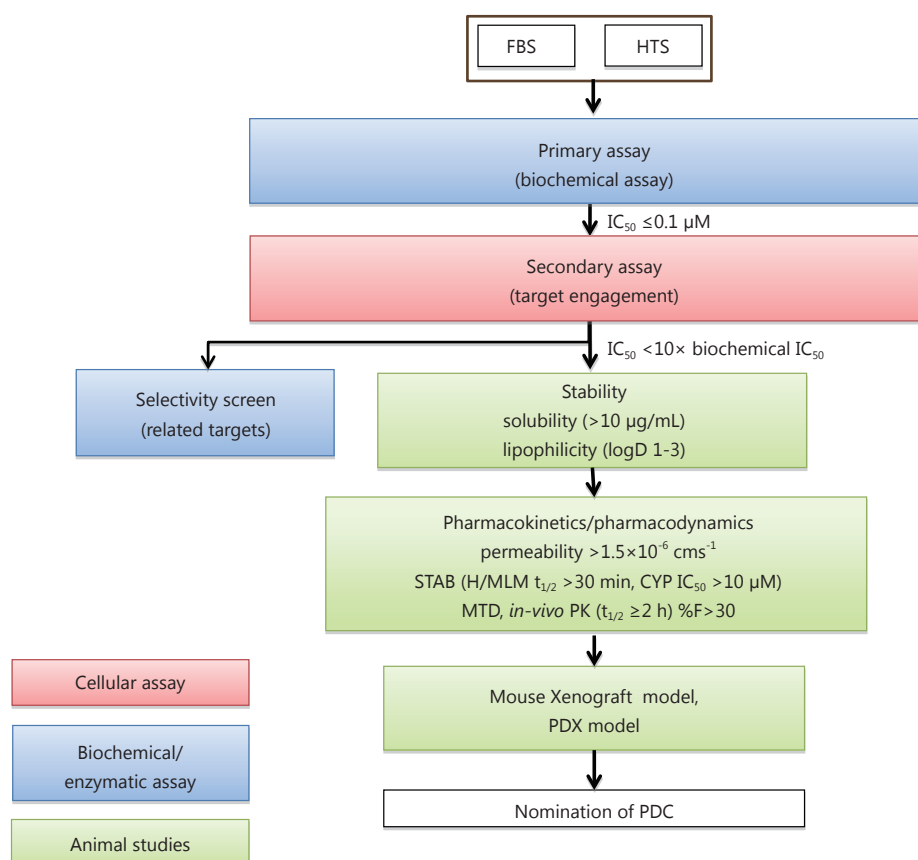 FBS
HTS
Primary assay
(biochemical assay)
IC₅₀ ≤0.1 µM
Secondary assay
(target engagement)
IC₅₀ <10× biochemical IC₅₀
Selectivity screen
(related targets)
Stability
solubility (>10 µg/mL)
lipophilicity (logD 1-3)
Pharmacokinetics/pharmacodynamics
permeability >1.5×10⁻⁶ cms⁻¹
STAB (H/MLM t₁/₂ >30 min, CYP IC₅₀ >10 µM)
MTD, in-vivo PK (t₁/₂ ≥2 h) %F>30
Mouse Xenograft model,
PDX model
Nomination of PDC
Cellular assay
Biochemical/
enzymatic assay
Animal studies